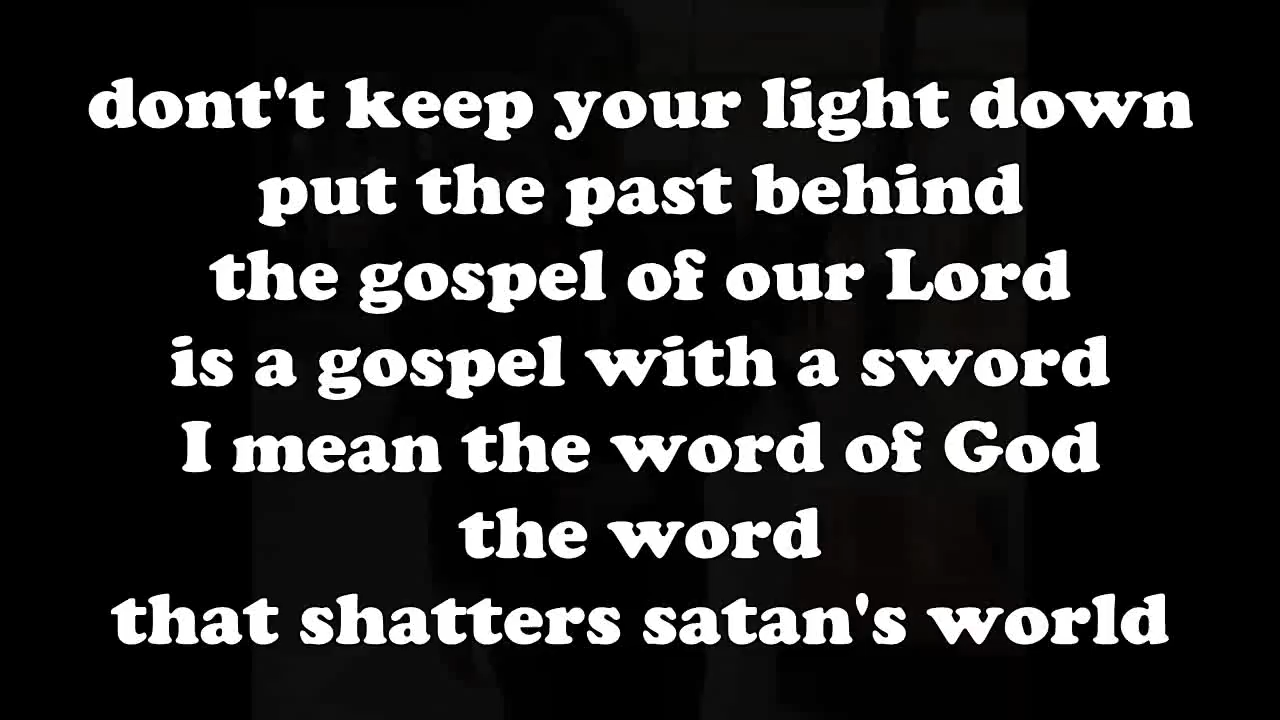 dont't keep your light down
put the past behind
the gospel of our Lord
is a gospel with a sword
I mean the word of God
the word
that shatters satan's world